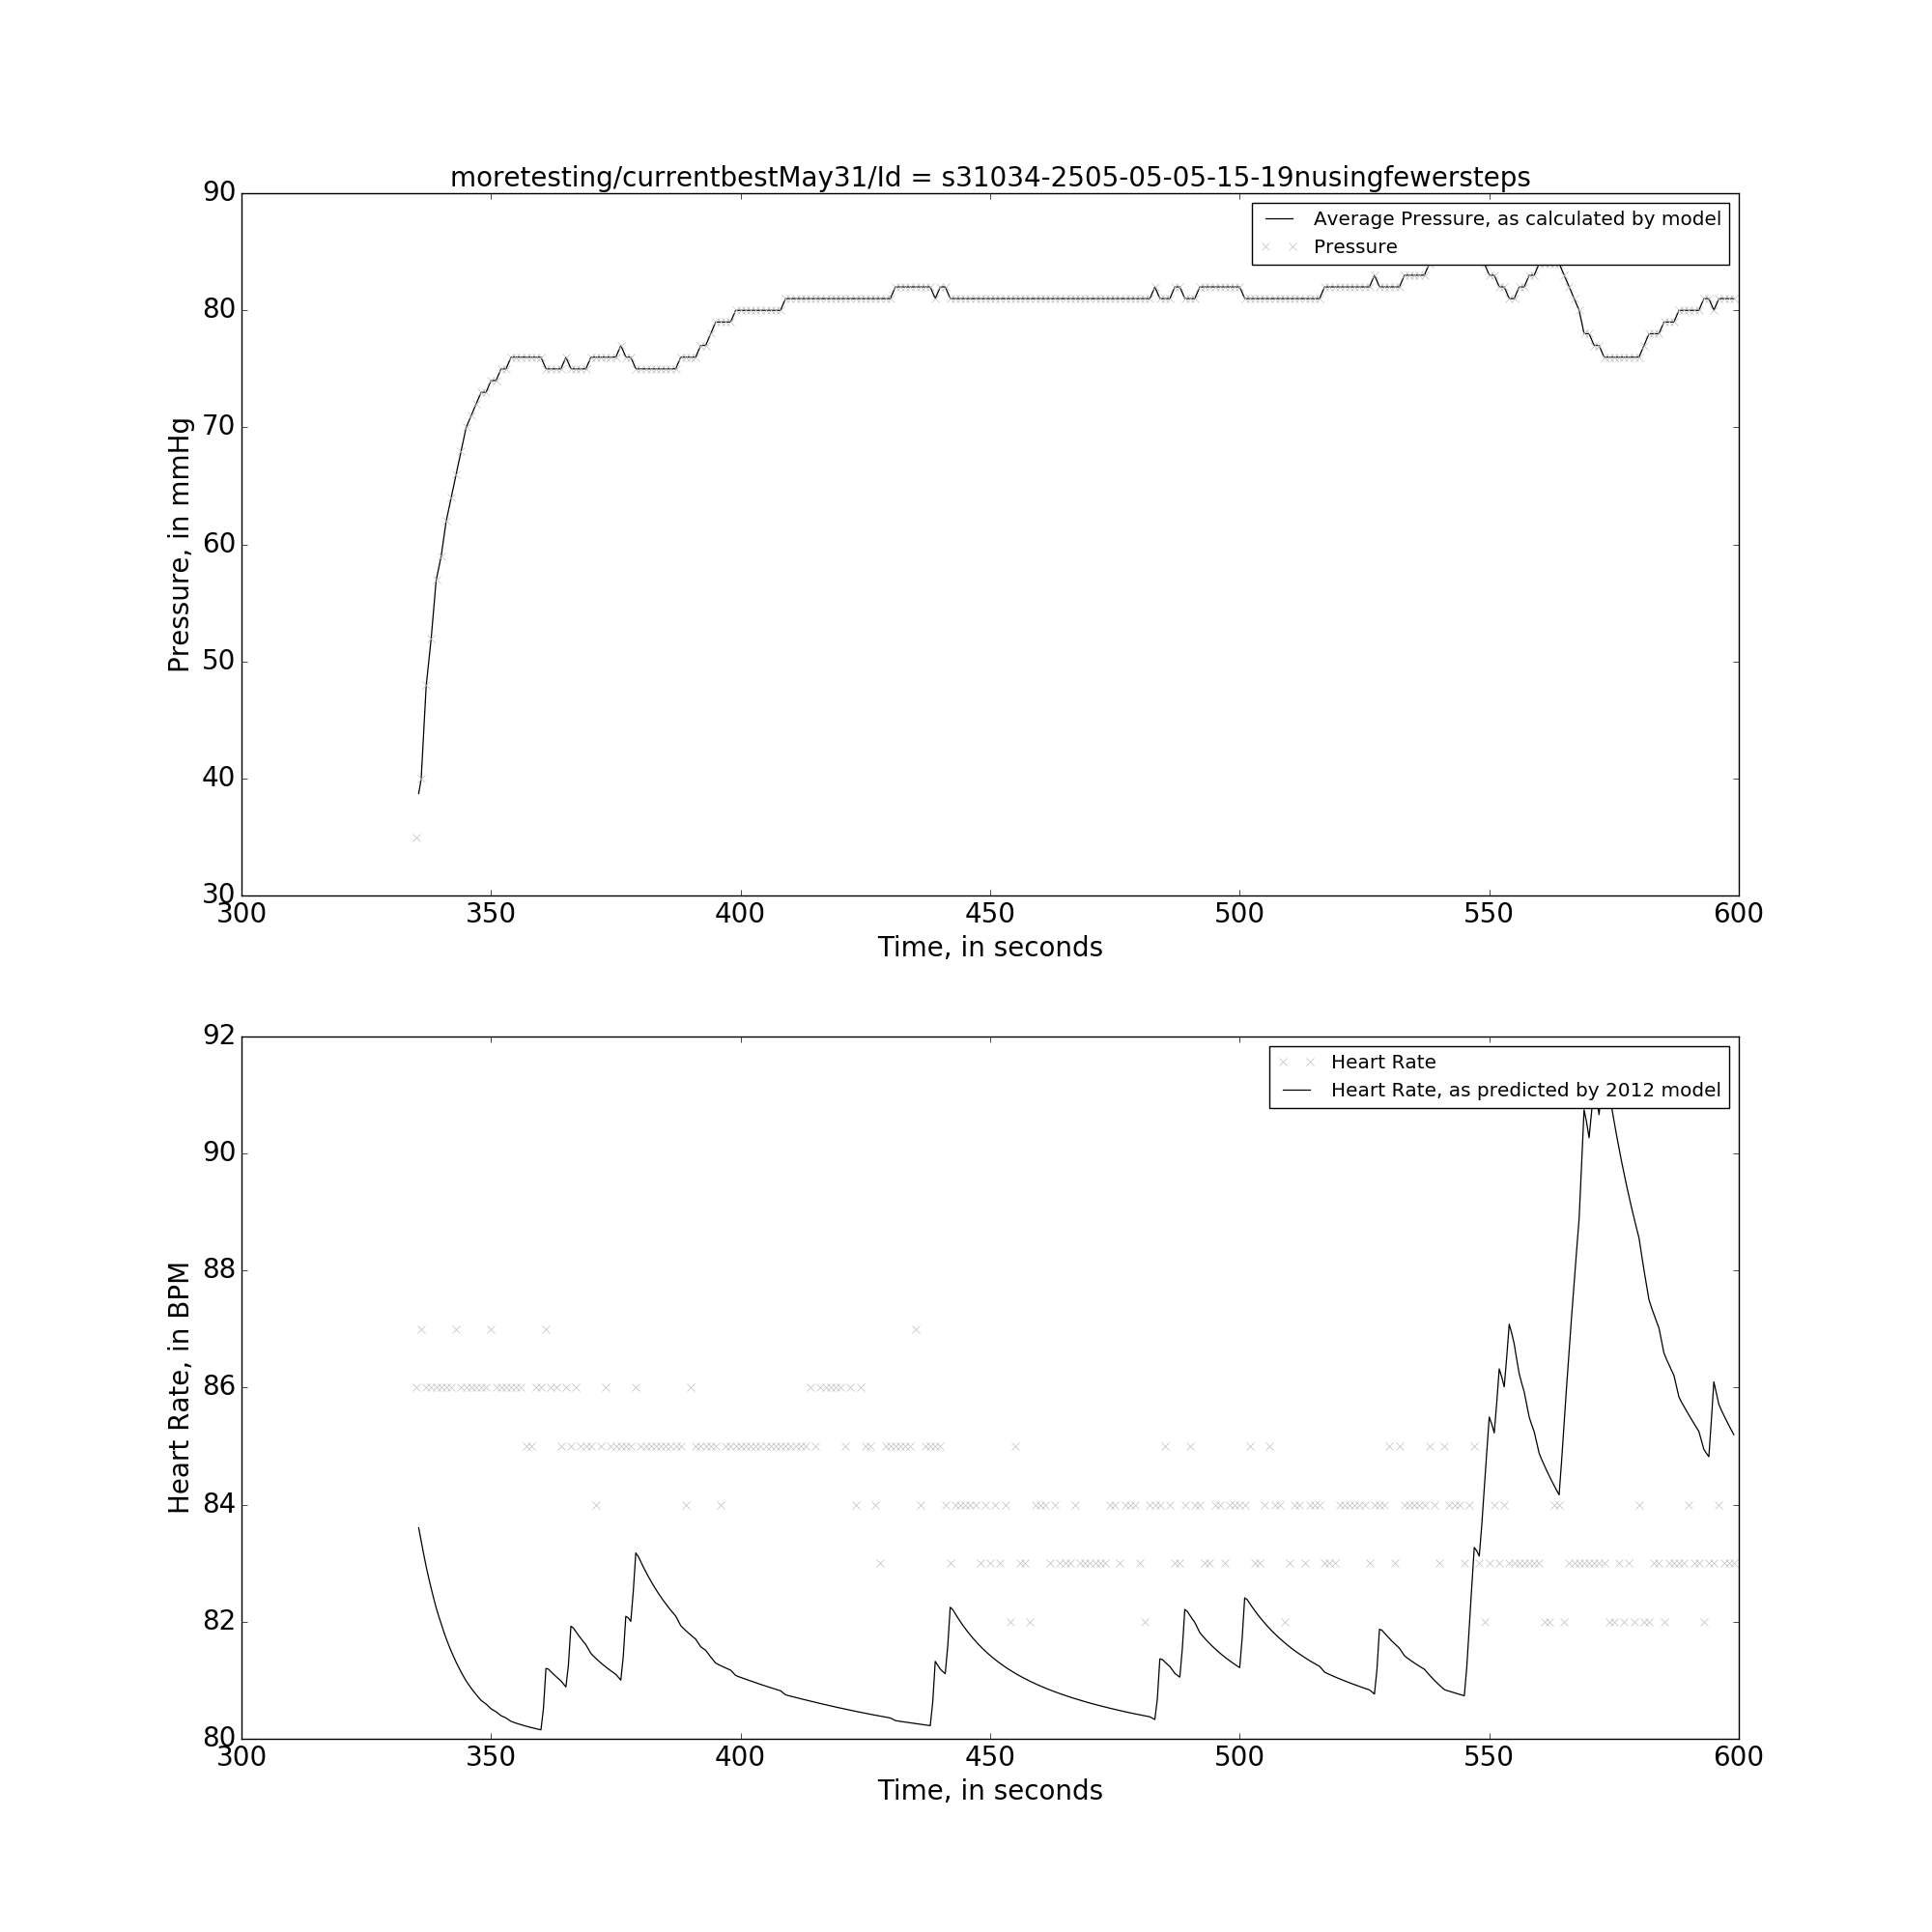 moretesting/currentbestMay31/Id = s31034-2505-05-05-15-19nusingfewersteps
90
80
70
60
50
40
30
Pressure, in mmHg
Average Pressure, as calculated by model
Pressure
300 350 400 450 500 550 600
Time, in seconds
92
90
88
86
84
82
80
Heart Rate, in BPM
Heart Rate
Heart Rate, as predicted by 2012 model
300 350 400 450 500 550 600
Time, in seconds